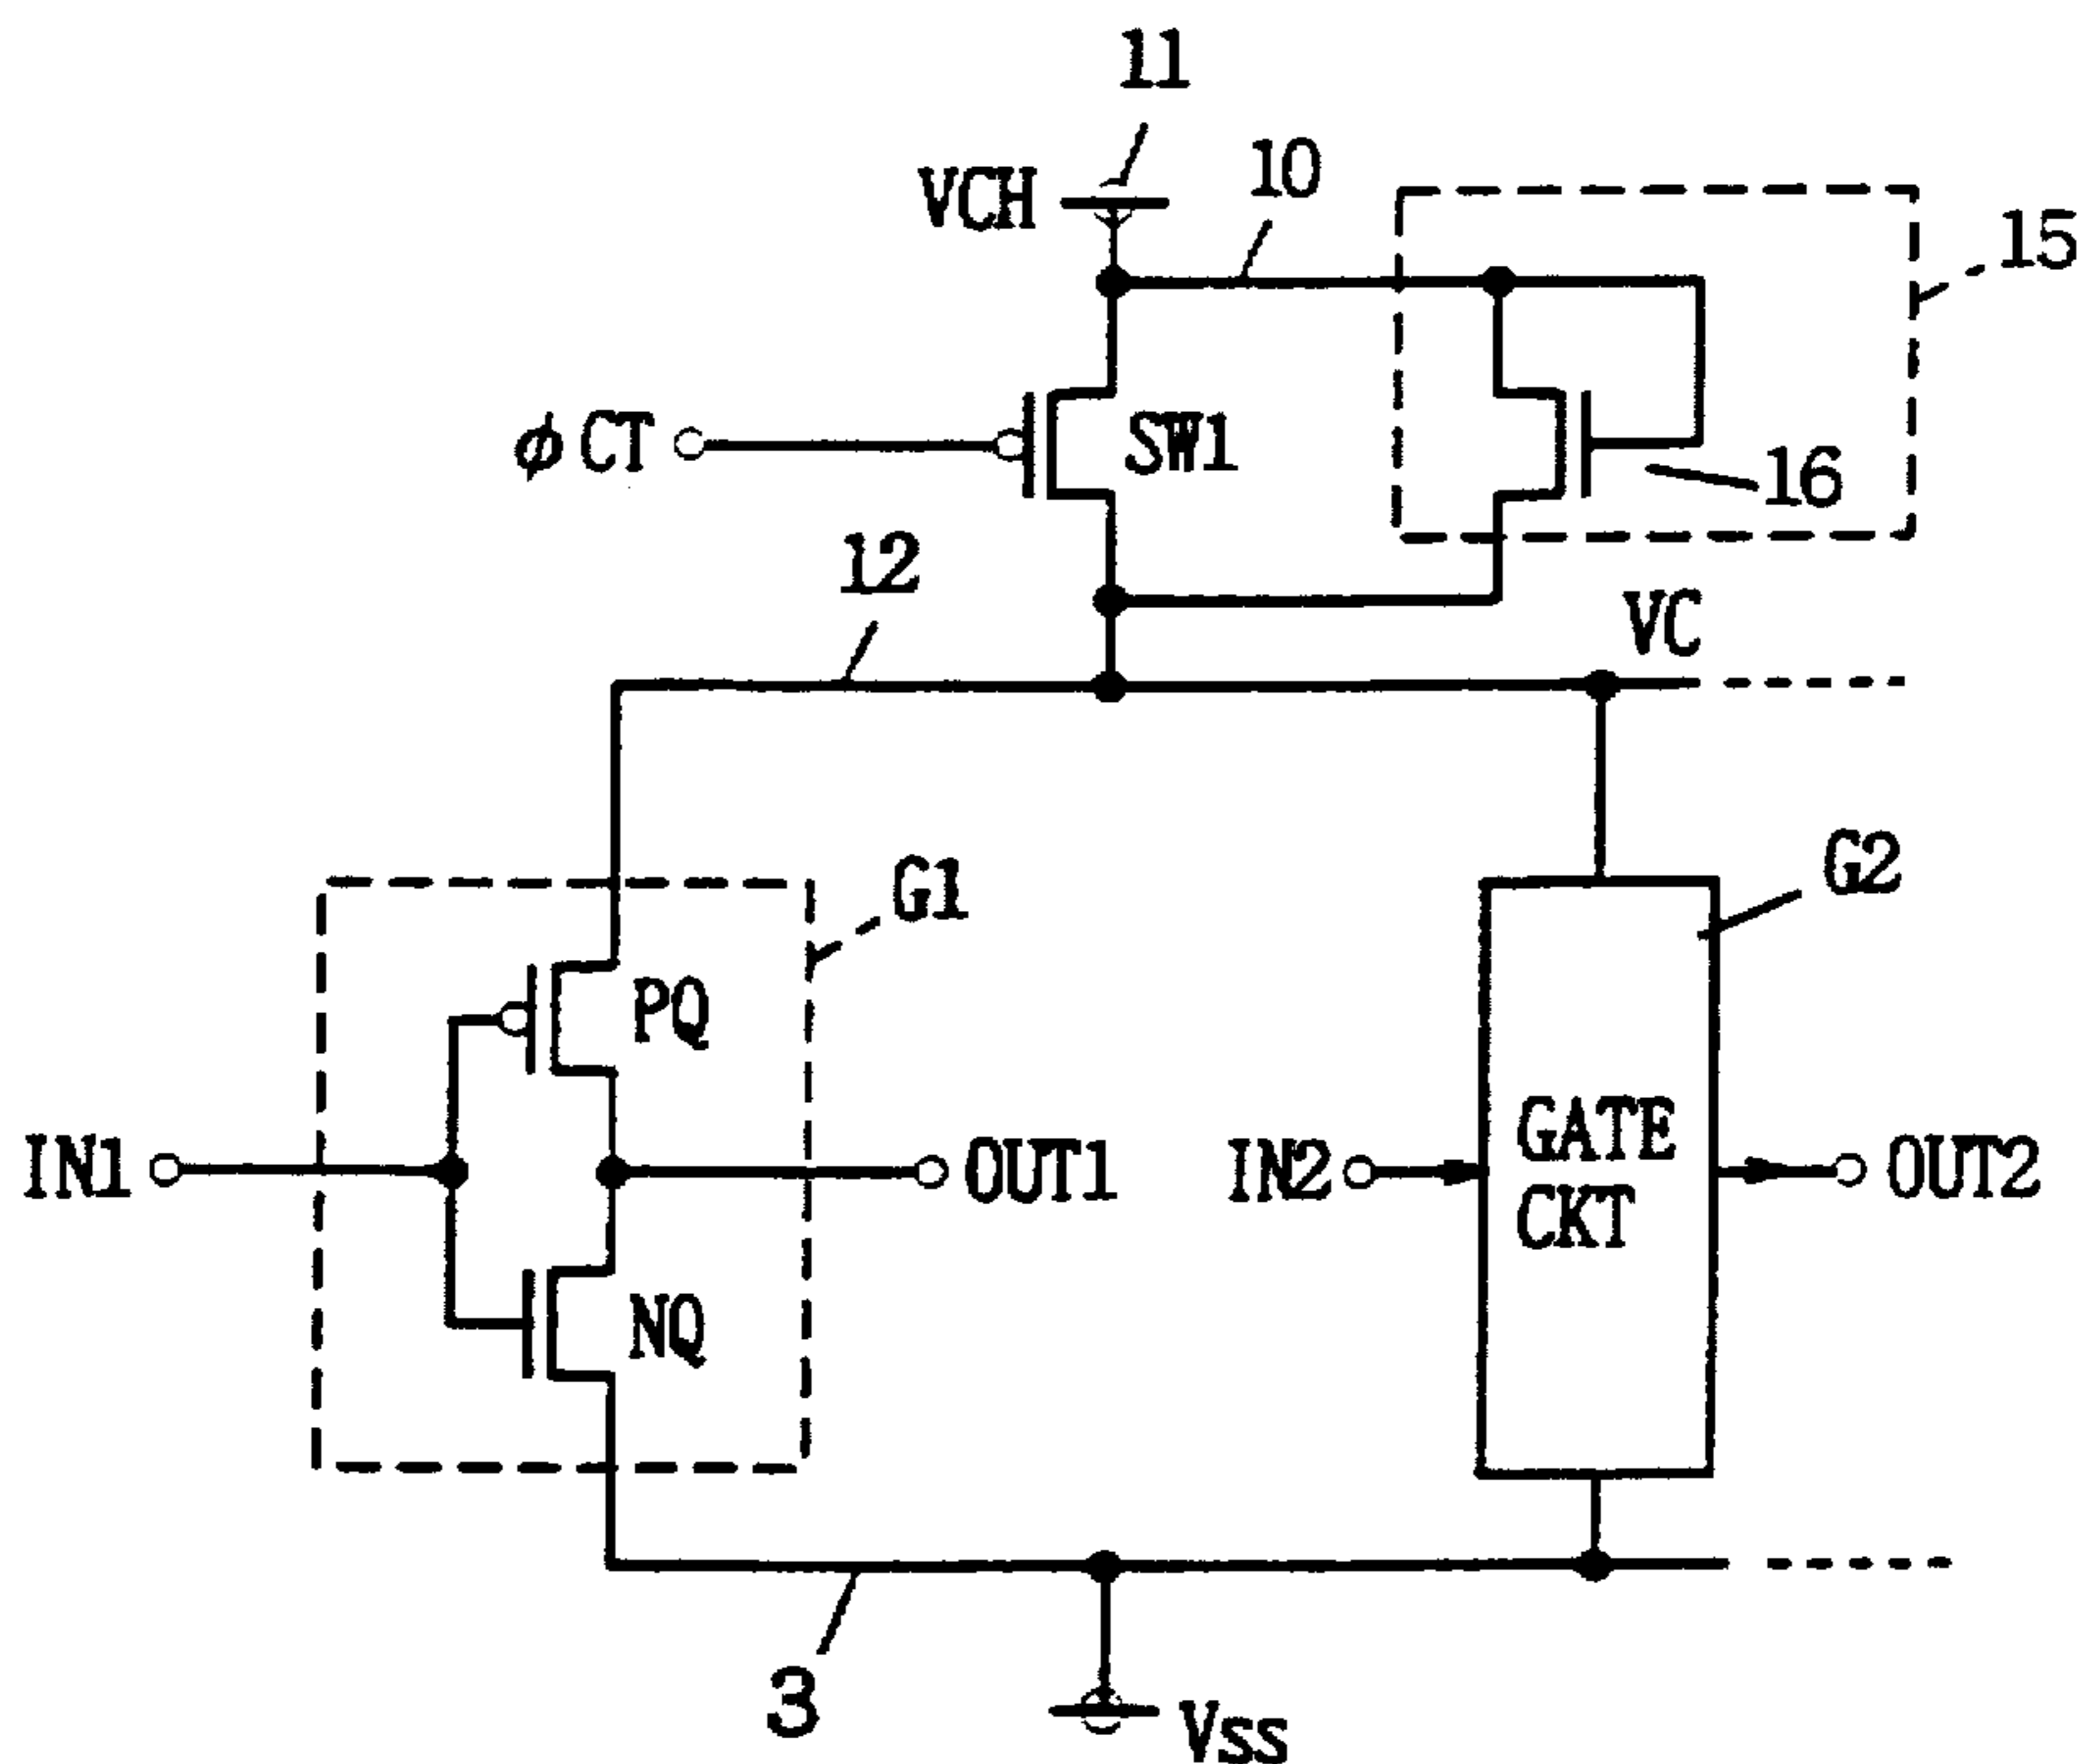 11
VCH
10
15
φCT
SW1
16
12
VC
G1
G2
PQ
IN1
OUT1
IN2
GATE
CKT
OUT2
NQ
3
VSS